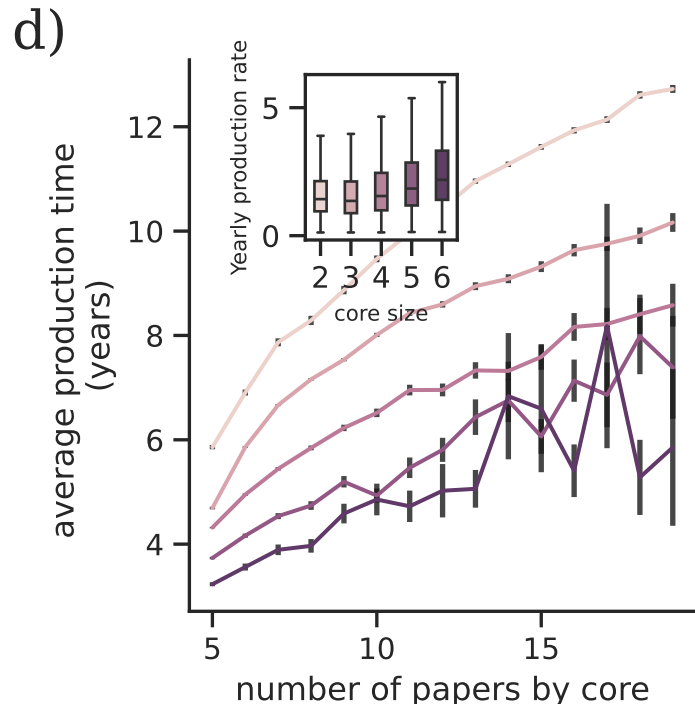 d)
average production time
(years)
12
10
8
6
4
5
10
15
number of papers by core
Yearly production rate
5
0
2 3 4 5 6
core size